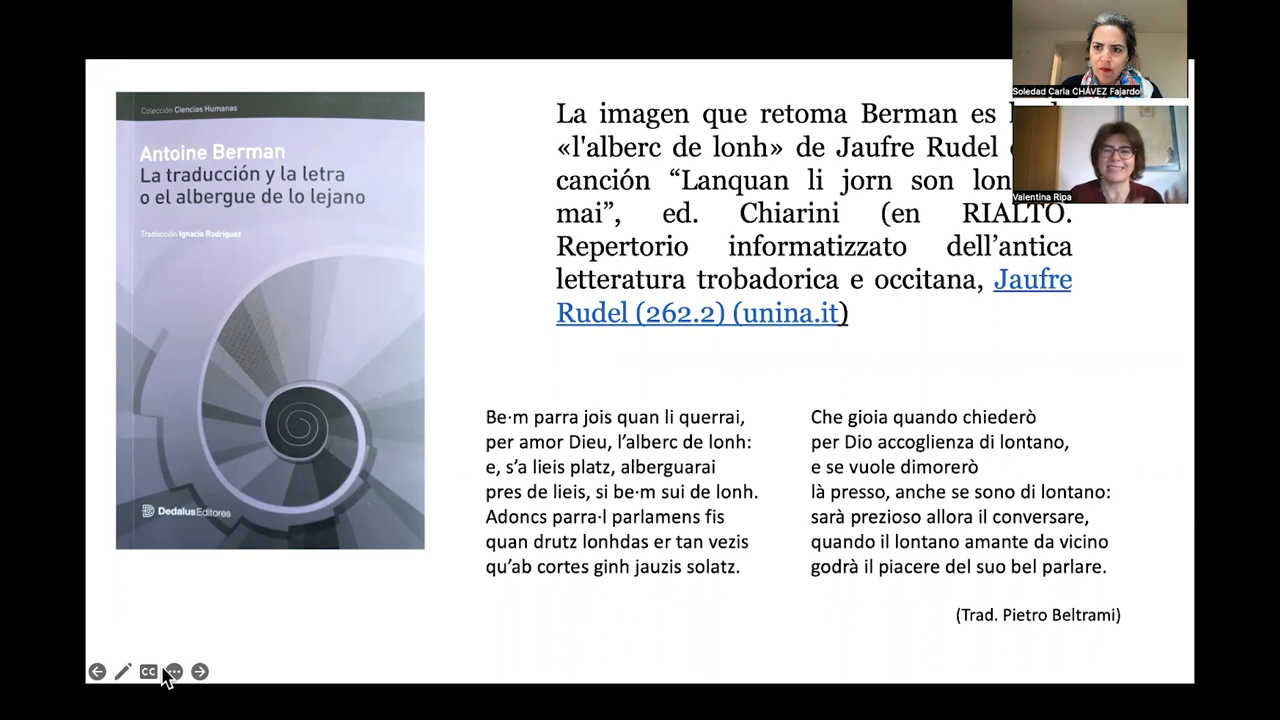 Colección Ciencias Humanas
Antoine Berman
La traducción y la letra
o el albergue de lo lejano
Traducción Ignacio Rodríguez
Dedalus Editores
La imagen que retoma Berman es
«l'alberc de lonh» de Jaufre Rudel
canción “Lanquan li jorn son lon
mai”, ed. Chiarini (en RIALTO.
Repertorio informatizzato dell’antica
letteratura trobadorica e occitana, Jaufre
Rudel (262.2) (unina.it)
Be·m parra jois quan li querrai,
per amor Dieu, l’alberc de lonh:
e, s’a lieis platz, alberguarai
pres de lieis, si be·m sui de lonh.
Adoncs parra·l parlamens fis
quan drutz lonhdas er tan vezis
qu’ab cortes ginh jauzis solatz.
Che gioia quando chiederò
per Dio accoglienza di lontano,
e se vuole dimorerò
là presso, anche se sono di lontano:
sarà prezioso allora il conversare,
quando il lontano amante da vicino
godrà il piacere del suo bel parlare.
(Trad. Pietro Beltrami)
Soledad Carla CHÁVEZ Fajardo
Valentina Ripa
CC